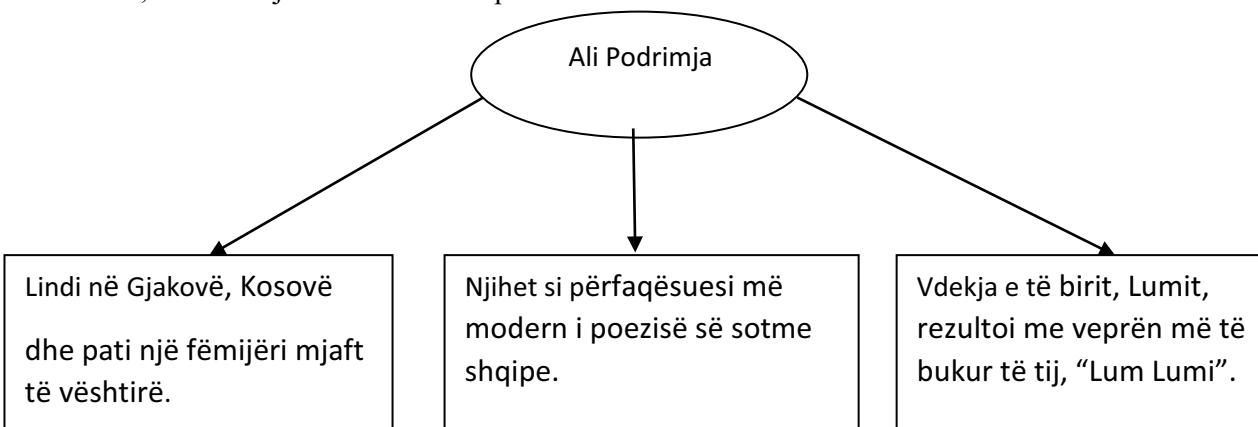 Ali Podrimja
Lindi në Gjakovë, Kosovë
dhe pati një fëmijëri mjaft
të vështirë.
Njihet si përfaqësuesi më
modern i poezisë së sotme
shqipe.
Vdekja e të birit, Lumit,
rezultoi me veprën më të
bukur të tij, “Lum Lumi”.